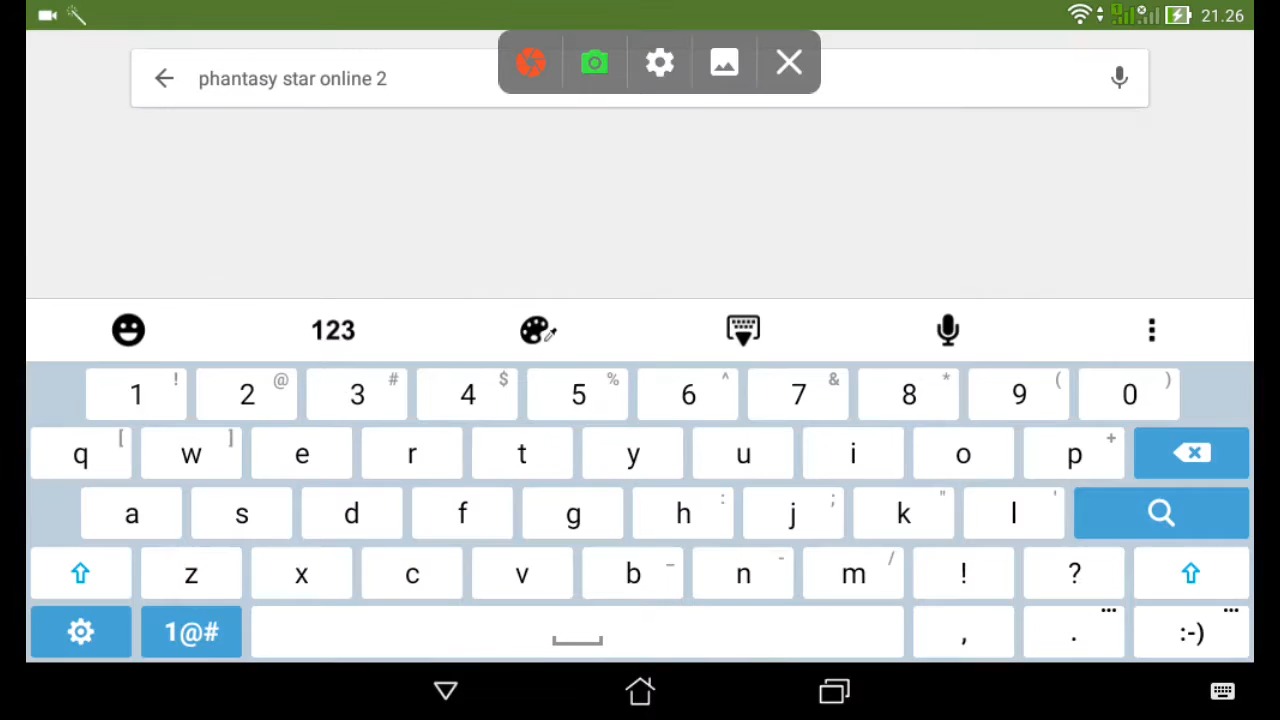 21.26
phantasy star online 2
123
1 ! 2 @ 3 # 4 $ 5 % 6 ^ 7 & 8 * 9 ( 0 )
q [ w ] e r t y u i o p +
a s d f g h : j ; k " l '
z x c v b _ n - m / ! ?
1@# , . ... :-) ...